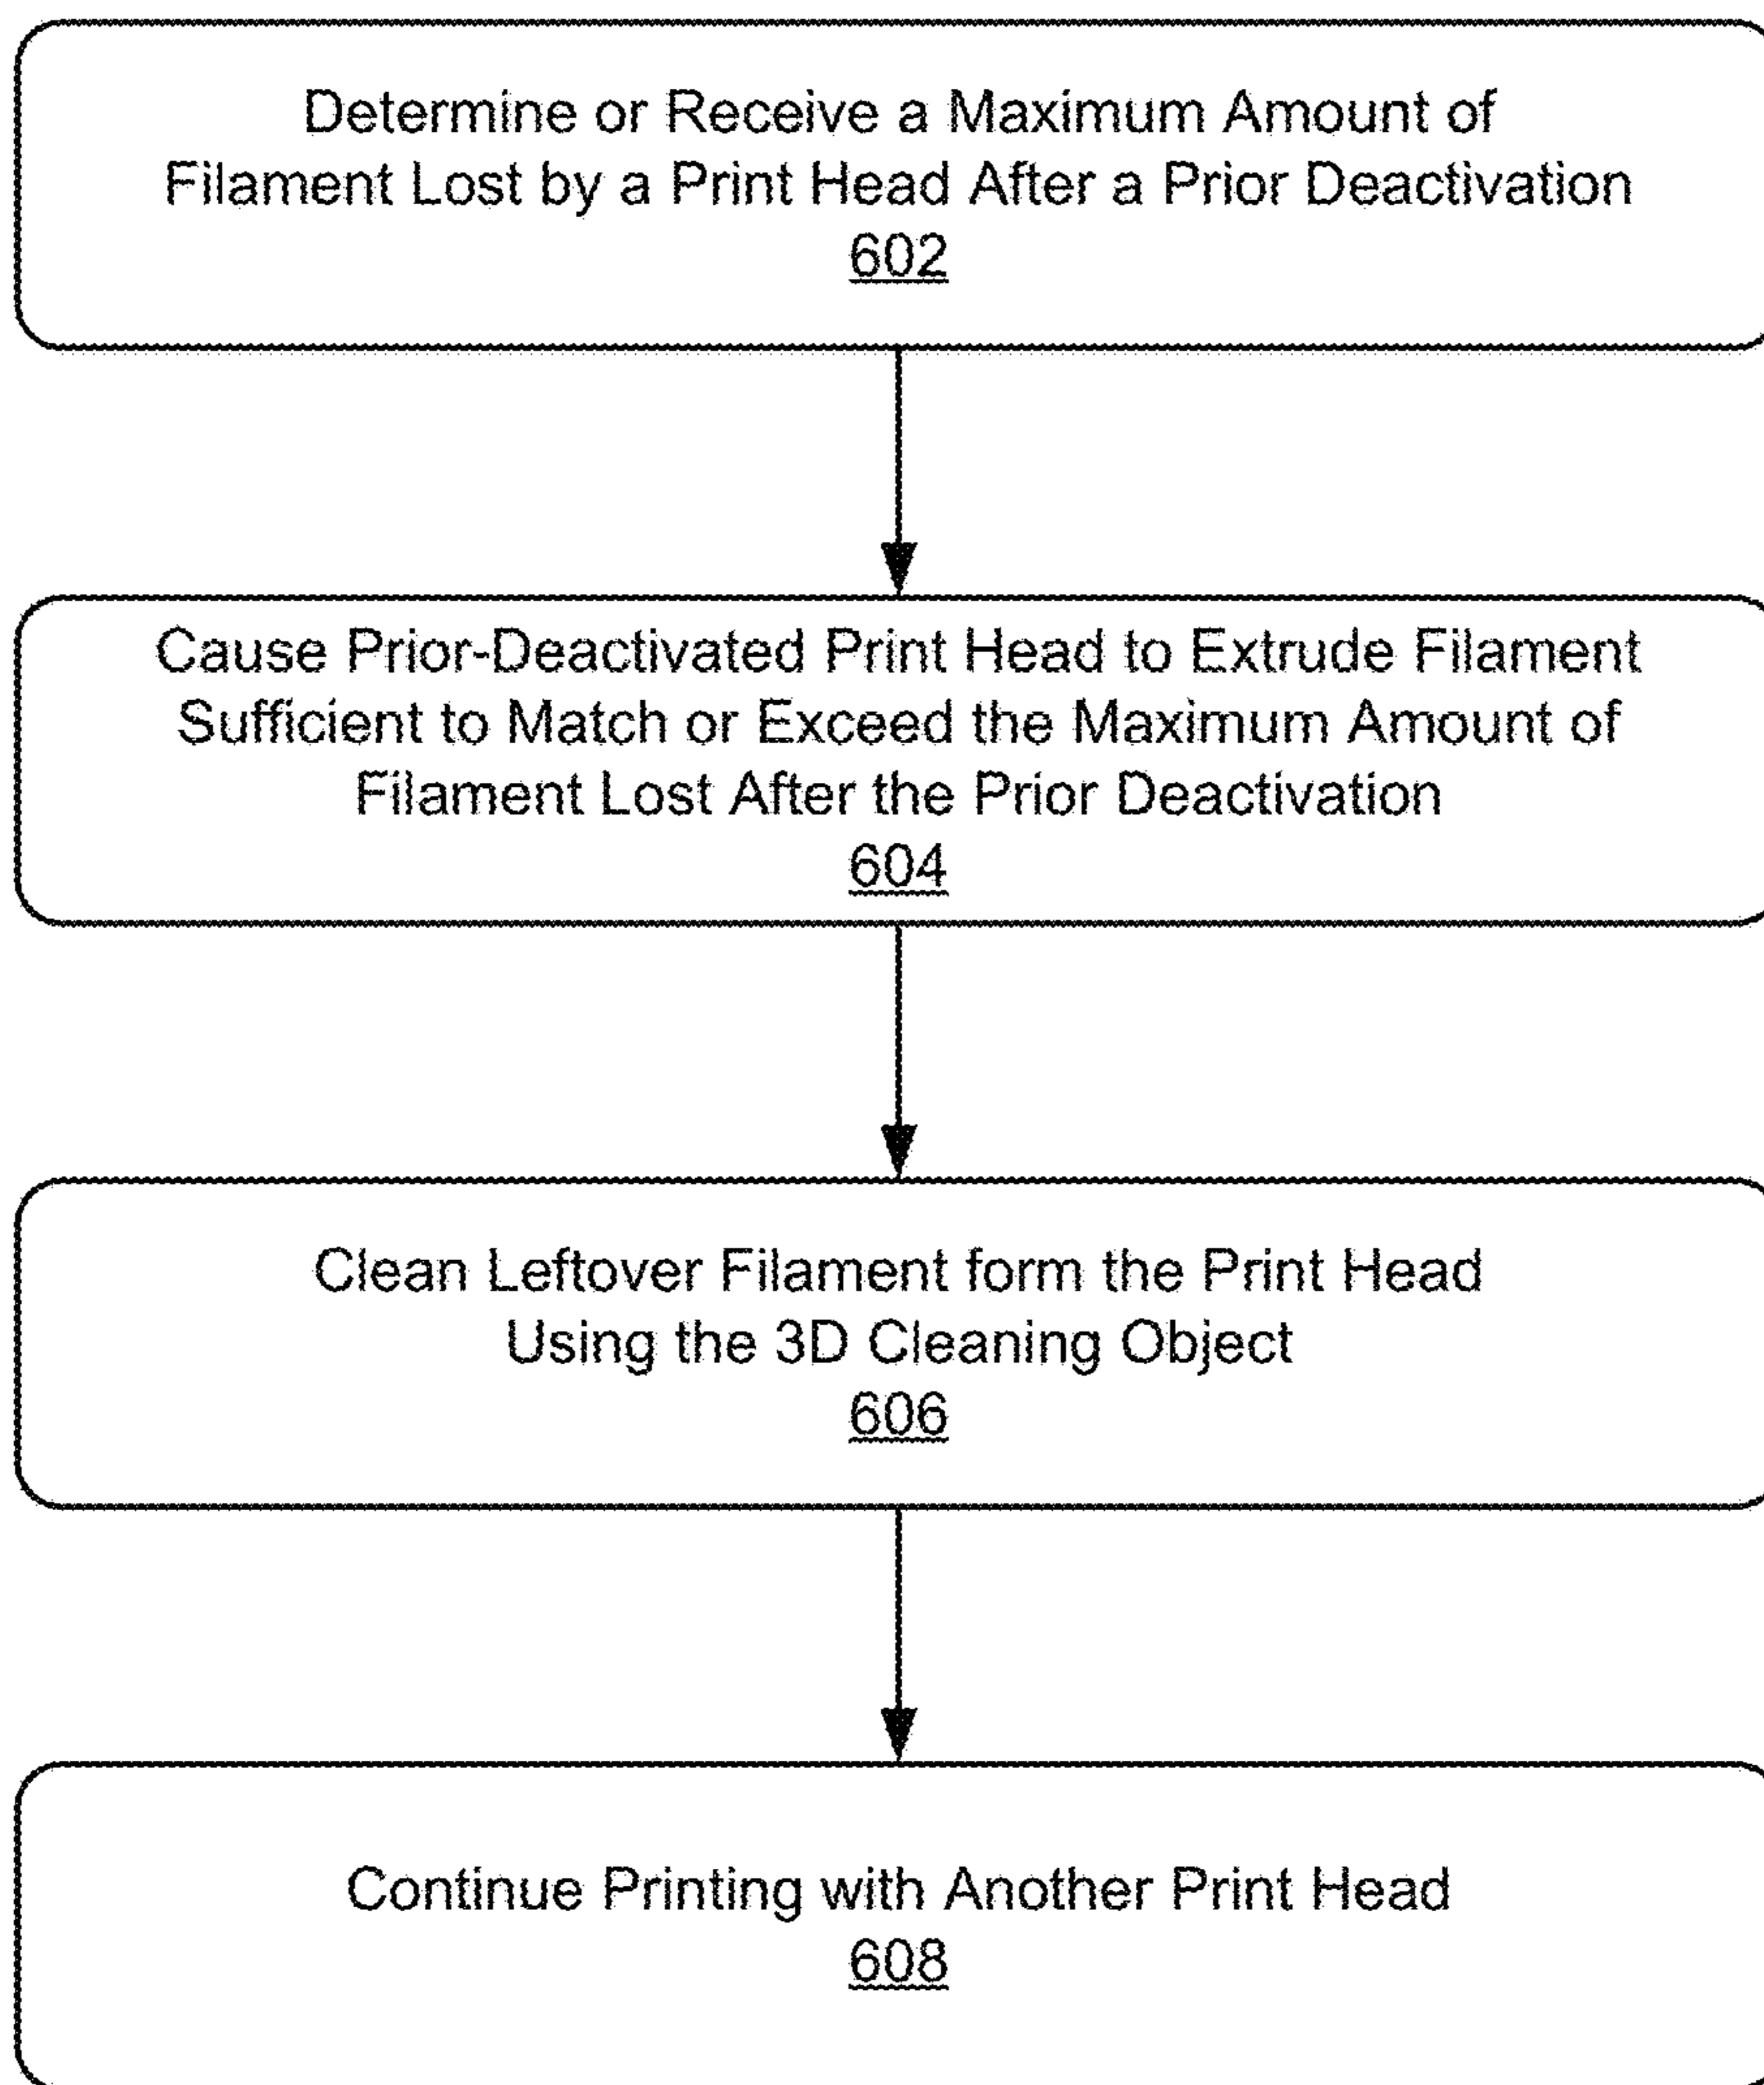 Determine or Receive a Maximum Amount of
Filament Lost by a Print Head After a Prior Deactivation
602
Cause Prior-Deactivated Print Head to Extrude Filament
Sufficient to Match or Exceed the Maximum Amount of
Filament Lost After the Prior Deactivation
604
Clean Leftover Filament form the Print Head
Using the 3D Cleaning Object
606
Continue Printing with Another Print Head
608